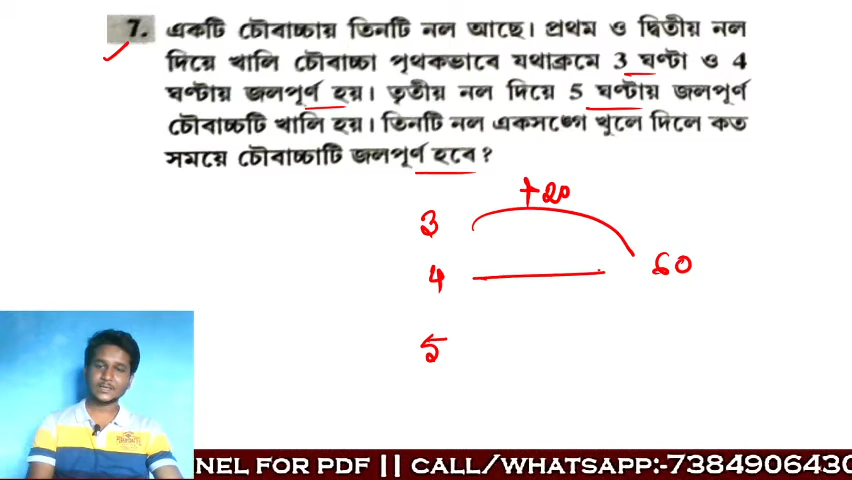 7. একটি চৌবাচ্চায় তিনটি নল আছে। প্রথম ও দ্বিতীয় নল
দিয়ে খালি চৌবাচ্চা পৃথকভাবে যথাক্রমে 3 ঘণ্টা ও 4
ঘণ্টায় জলপূর্ণ হয়। তৃতীয় নল দিয়ে 5 ঘণ্টায় জলপূর্ণ
চৌবাচ্চটি খালি হয়। তিনটি নল একসঙ্গে খুলে দিলে কত
সময়ে চৌবাচ্চাটি জলপূর্ণ হবে?
+20
3
4 60
5
NEL FOR PDF || CALL/WHATSAPP:-7384906430